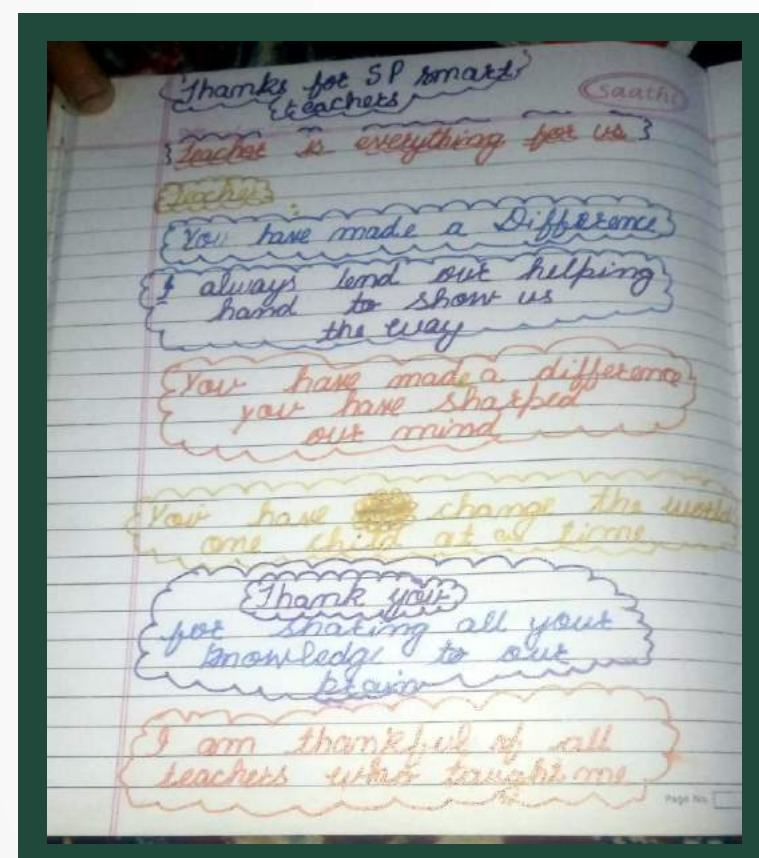 Thanks for SP smart
teachers
saathi
Teacher is everything for us
Teacher
You have made a Difference
I always lend our helping
hand to show us
the way
You have made a difference
you have sharped
our mind
You have change the world
one child at a time
Thank you
for sharing all your
knowledge to our
brain
I am thankful of all
teachers who taught me
Page No.